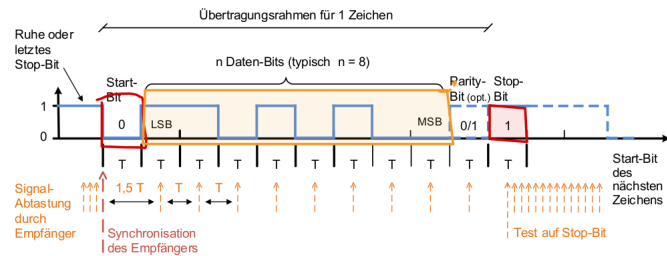 Übertragungsrahmen für 1 Zeichen
Ruhe oder
letztes
Stop-Bit
Start-
Bit
n Daten-Bits (typisch n = 8)
Parity-
Bit (opt.)
Stop-
Bit
1
0
0
LSB
MSB
0/1
1
T T T T T T T T T T T
Start-Bit
des
nächsten
Zeichens
Signal-
Abtastung
durch
Empfänger
1,5 T
T
T
Synchronisation
des Empfängers
Test auf Stop-Bit